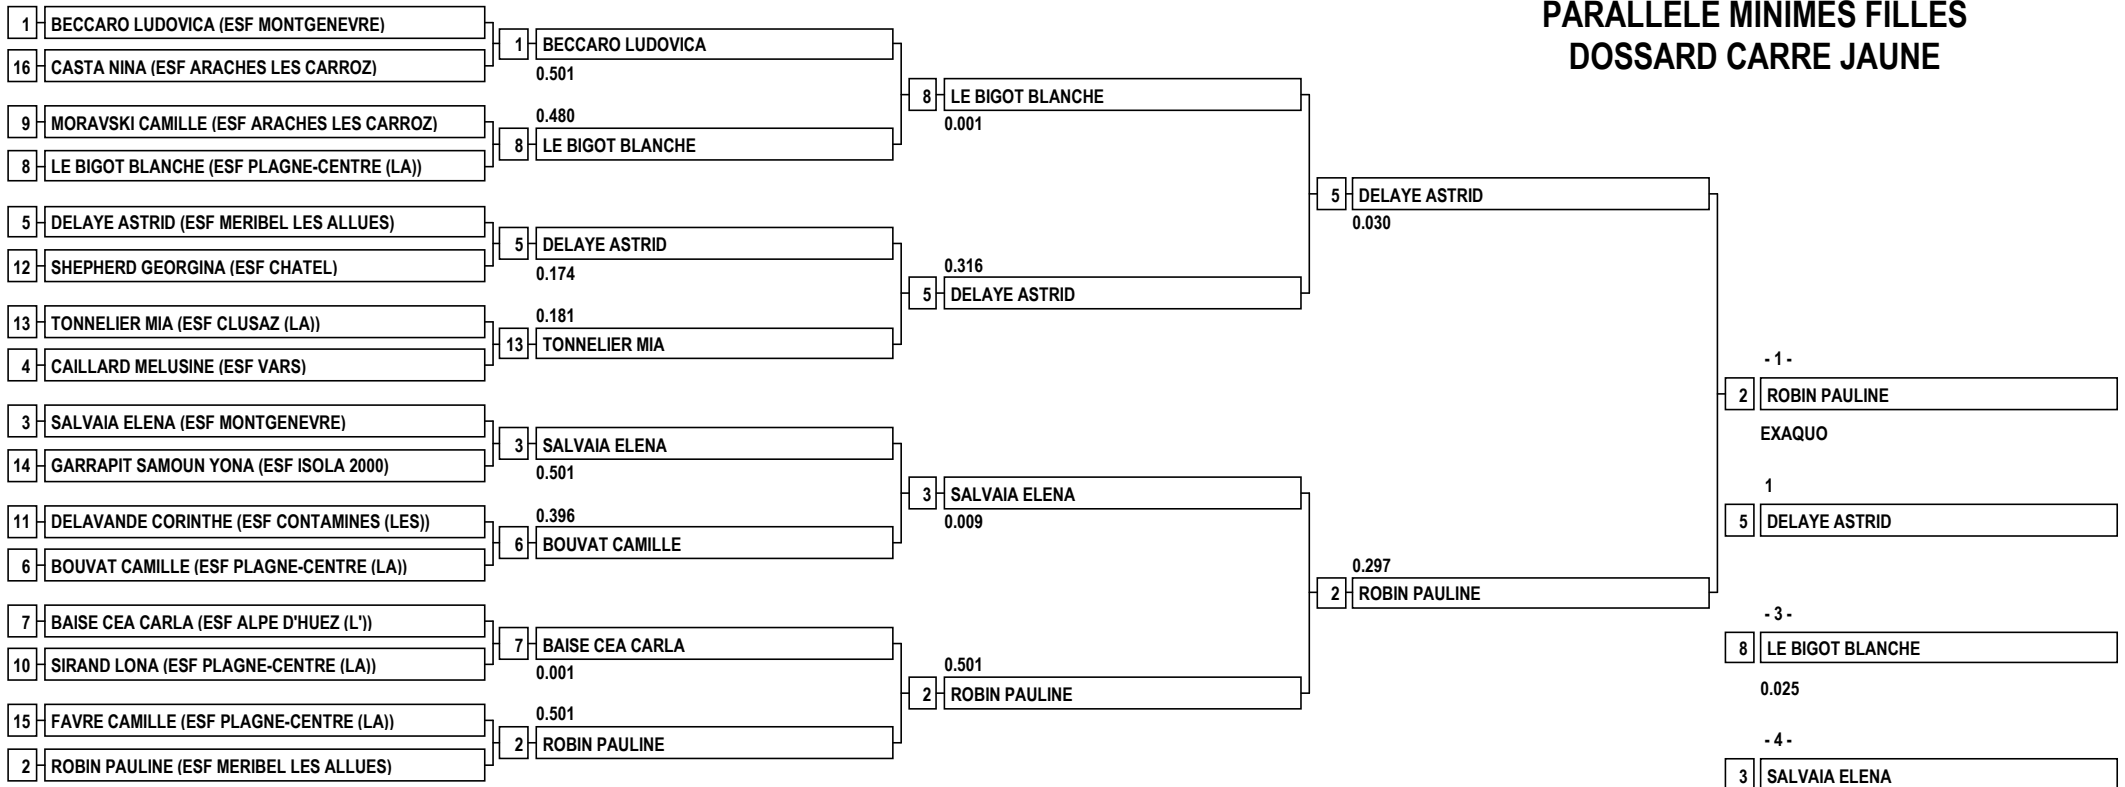 PARALLELE MINIMES FILLES
DOSSARD CARRE JAUNE
1 BECCARO LUDOVICA (ESF MONTGENEVRE)
16 CASTA NINA (ESF ARACHES LES CARROZ)
9 MORAVSKI CAMILLE (ESF ARACHES LES CARROZ)
8 LE BIGOT BLANCHE (ESF PLAGNE-CENTRE (LA))
5 DELAYE ASTRID (ESF MERIBEL LES ALLUES)
12 SHEPHERD GEORGINA (ESF CHATEL)
13 TONNELIER MIA (ESF CLUSAZ (LA))
4 CAILLARD MELUSINE (ESF VARS)
3 SALVAIA ELENA (ESF MONTGENEVRE)
14 GARRAPIT SAMOUN YONA (ESF ISOLA 2000)
11 DELAVANDE CORINTHE (ESF CONTAMINES (LES))
6 BOUVAT CAMILLE (ESF PLAGNE-CENTRE (LA))
7 BAISE CEA CARLA (ESF ALPE D'HUEZ (L'))
10 SIRAND LONA (ESF PLAGNE-CENTRE (LA))
15 FAVRE CAMILLE (ESF PLAGNE-CENTRE (LA))
2 ROBIN PAULINE (ESF MERIBEL LES ALLUES)
1 BECCARO LUDOVICA
0.501
0.480
8 LE BIGOT BLANCHE
5 DELAYE ASTRID
0.174
0.181
13 TONNELIER MIA
3 SALVAIA ELENA
0.501
0.396
6 BOUVAT CAMILLE
7 BAISE CEA CARLA
0.001
0.501
2 ROBIN PAULINE
8 LE BIGOT BLANCHE
0.001
0.316
5 DELAYE ASTRID
3 SALVAIA ELENA
0.009
0.501
2 ROBIN PAULINE
5 DELAYE ASTRID
0.030
0.297
2 ROBIN PAULINE
- 1 -
2 ROBIN PAULINE
EXAQUO
1
5 DELAYE ASTRID
- 3 -
8 LE BIGOT BLANCHE
0.025
- 4 -
3 SALVAIA ELENA